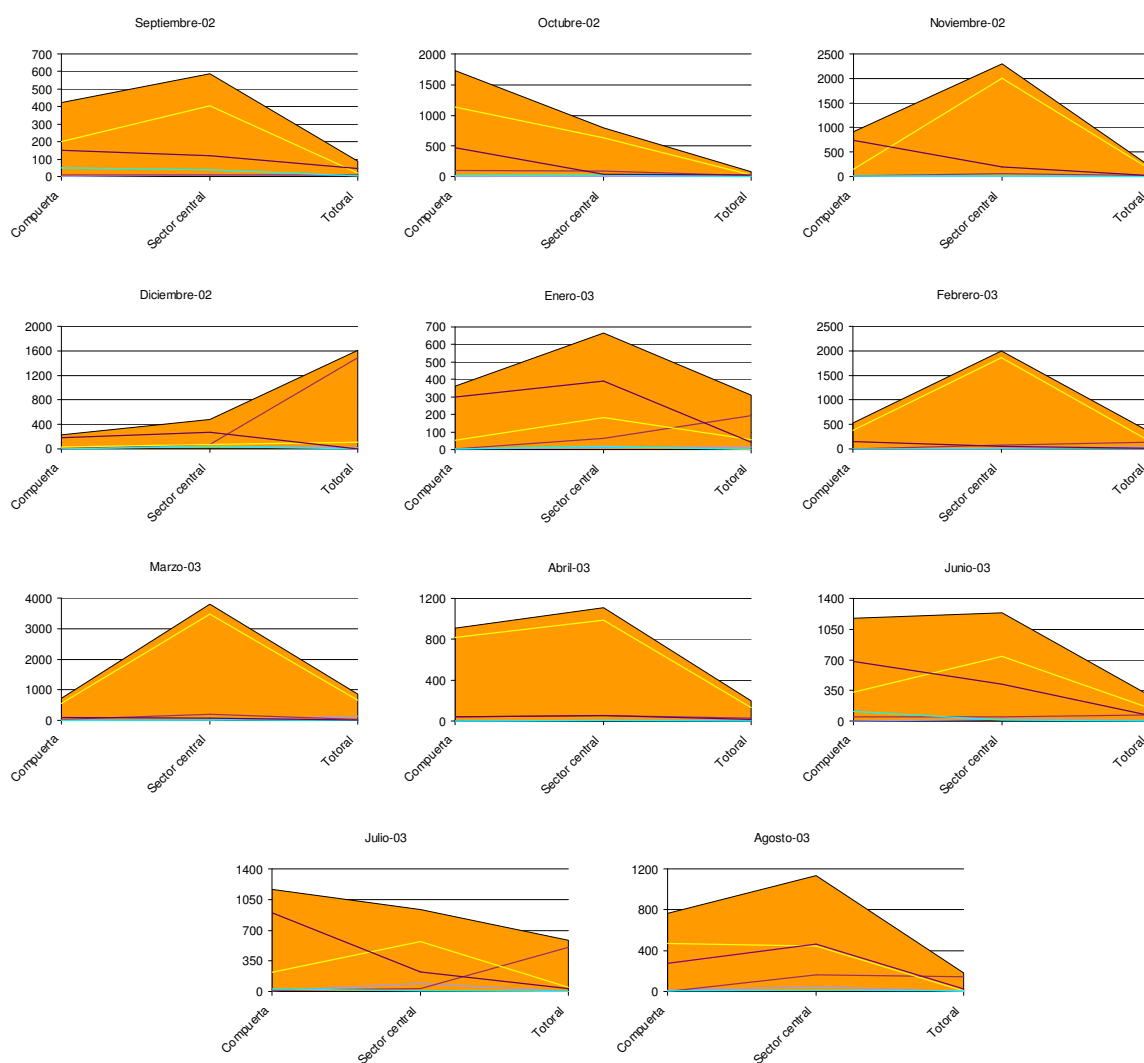 Septiembre-02
700
600
500
400
300
200
100
0
Compuerta
Sector central
Totoral
Octubre-02
2000
1500
1000
500
0
Compuerta
Sector central
Totoral
Noviembre-02
2500
2000
1500
1000
500
0
Compuerta
Sector central
Totoral
Diciembre-02
2000
1600
1200
800
400
0
Compuerta
Sector central
Totoral
Enero-03
700
600
500
400
300
200
100
0
Compuerta
Sector central
Totoral
Febrero-03
2500
2000
1500
1000
500
0
Compuerta
Sector central
Totoral
Marzo-03
4000
3000
2000
1000
0
Compuerta
Sector central
Totoral
Abril-03
1200
800
400
0
Compuerta
Sector central
Totoral
Junio-03
1400
1050
700
350
0
Compuerta
Sector central
Totoral
Julio-03
1400
1050
700
350
0
Compuerta
Sector central
Totoral
Agosto-03
1200
800
400
0
Compuerta
Sector central
Totoral